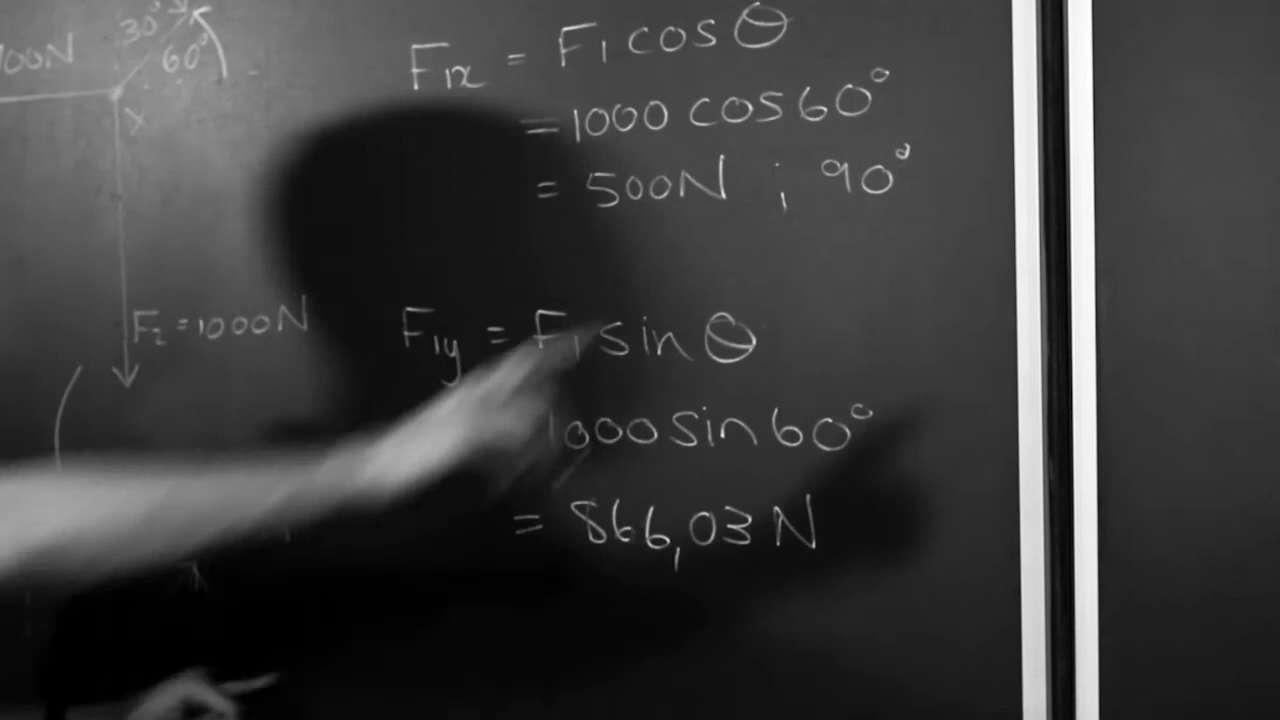 30°
60°
00N
X
F₁ₓ = F₁ cos θ
= 1000 cos 60°
= 500N ; 90°
F₂ = 1000N
F₁y = F₁ sin θ
1000 sin 60°
= 866,03 N